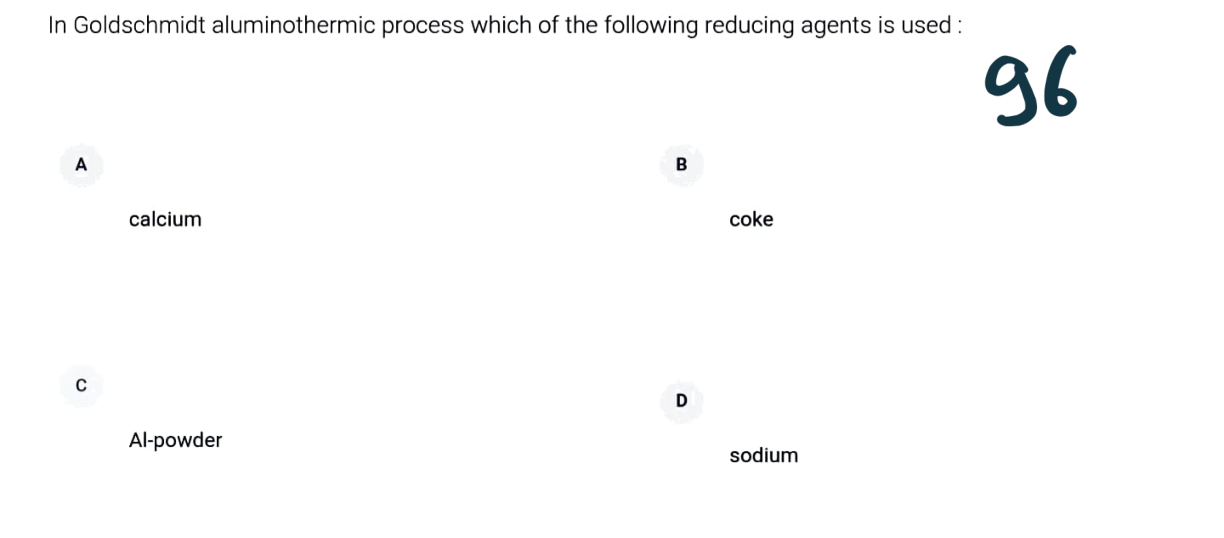 In Goldschmidt aluminothermic process which of the following reducing agents is used :
96
A
B
calcium
coke
C
D
Al-powder
sodium